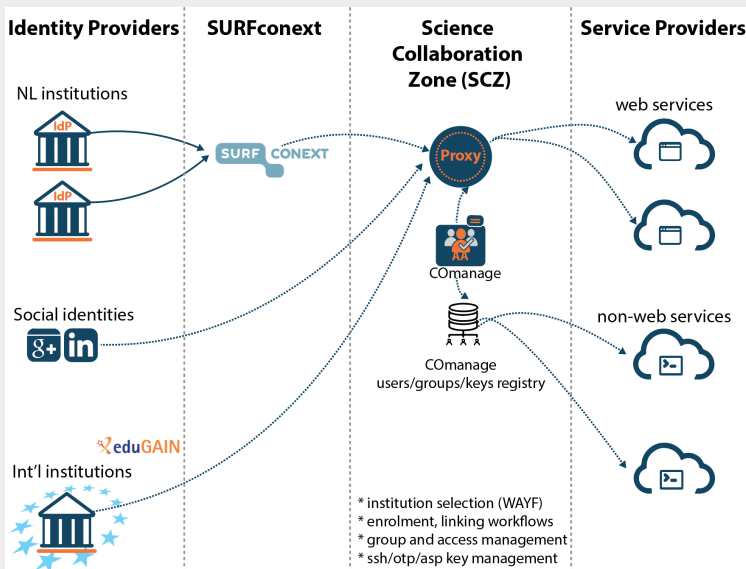 Identity Providers
SURFconext
Science
Collaboration
Zone (SCZ)
Service Providers
NL institutions
IdP
IdP
SURF CONEXT
Proxy
web services
AA
COmanage
Social identities
g+ in
non-web services
COmanage
users/groups/keys registry
eduGAIN
Int'l institutions
* institution selection (WAYF)
* enrolment, linking workflows
* group and access management
* ssh/otp/asp key management